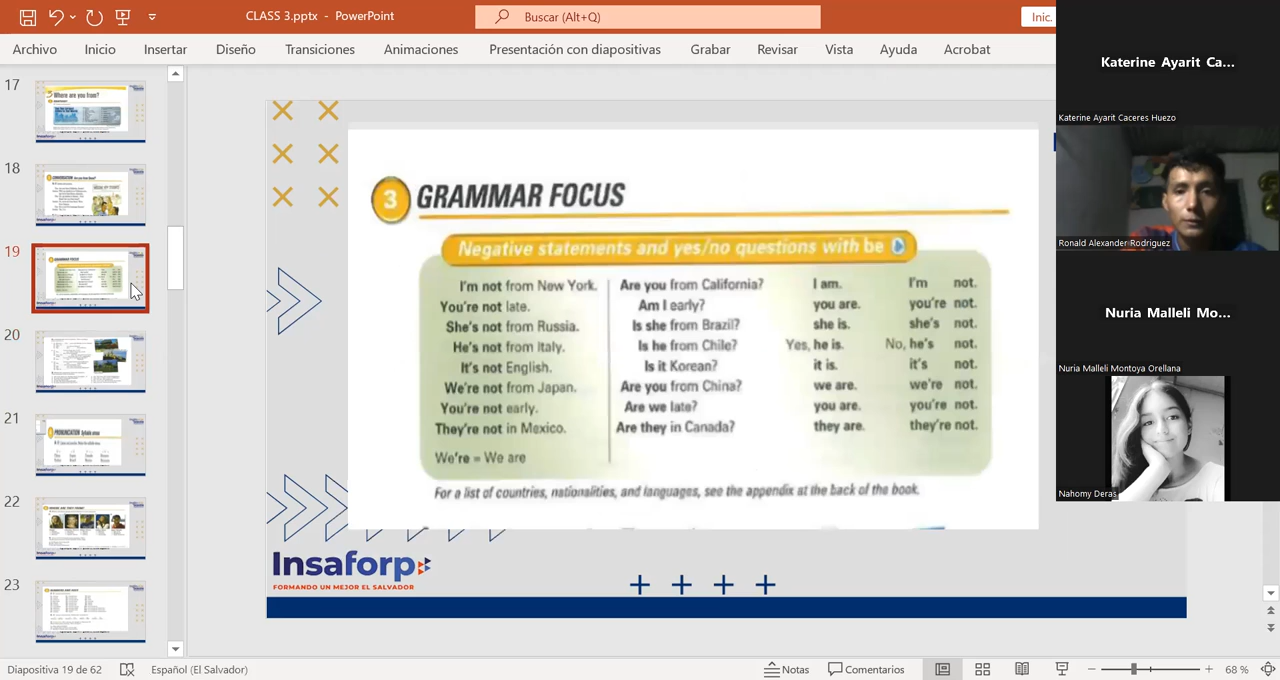 CLASS 3.pptx - PowerPoint
Buscar (Alt+Q)
Inic.
Archivo Inicio Insertar Diseño Transiciones Animaciones Presentación con diapositivas Grabar Revisar Vista Ayuda Acrobat
17
Where are you from?
18
19
GRAMMAR FOCUS
20
21
PRONUNCIATION
22
23
3 GRAMMAR FOCUS
Negative statements and yes/no questions with be
I'm not from New York. Are you from California? I am. I'm not.
You're not late. Am I early? you are. you're not.
She's not from Russia. Is she from Brazil? she is. she's not.
He's not from Italy. Is he from Chile? Yes, he is. No, he's not.
It's not English. Is it Korean? it is. it's not.
We're not from Japan. Are you from China? we are. we're not.
You're not early. Are we late? you are. you're not.
They're not in Mexico. Are they in Canada? they are. they're not.
We're = We are
For a list of countries, nationalities, and languages, see the appendix at the back of the book.
Insaforp
FORMANDO UN MEJOR EL SALVADOR
Katerine Ayarit Ca...
Katerine Ayarit Caceres Huezo
Ronald Alexander Rodriguez
Nuria Malleli Mo...
Nuria Malleli Montoya Orellana
Nahomy Deras
Diapositiva 19 de 62 Español (El Salvador) Notas Comentarios 68 %